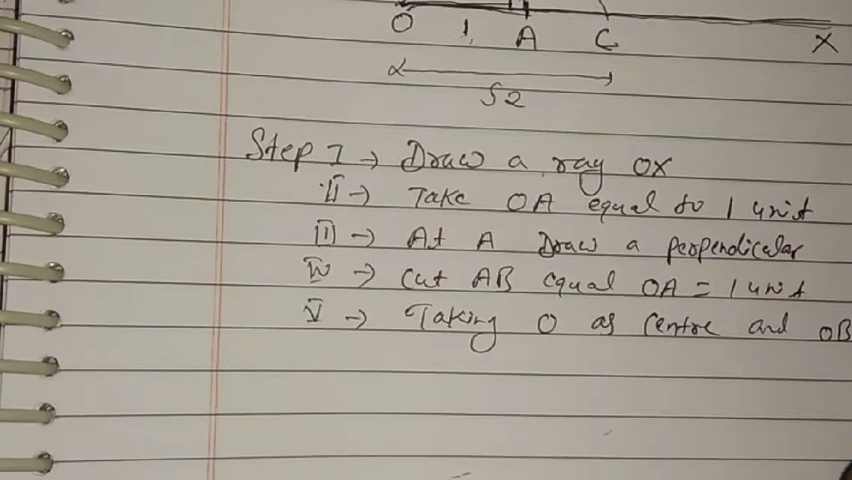 O 1 A C X
√2
Step I → Draw a ray OX
II → Take OA equal to 1 unit
III → At A Draw a perpendicular
IV → Cut AB equal OA = 1 unit
V → Taking O as Centre and OB